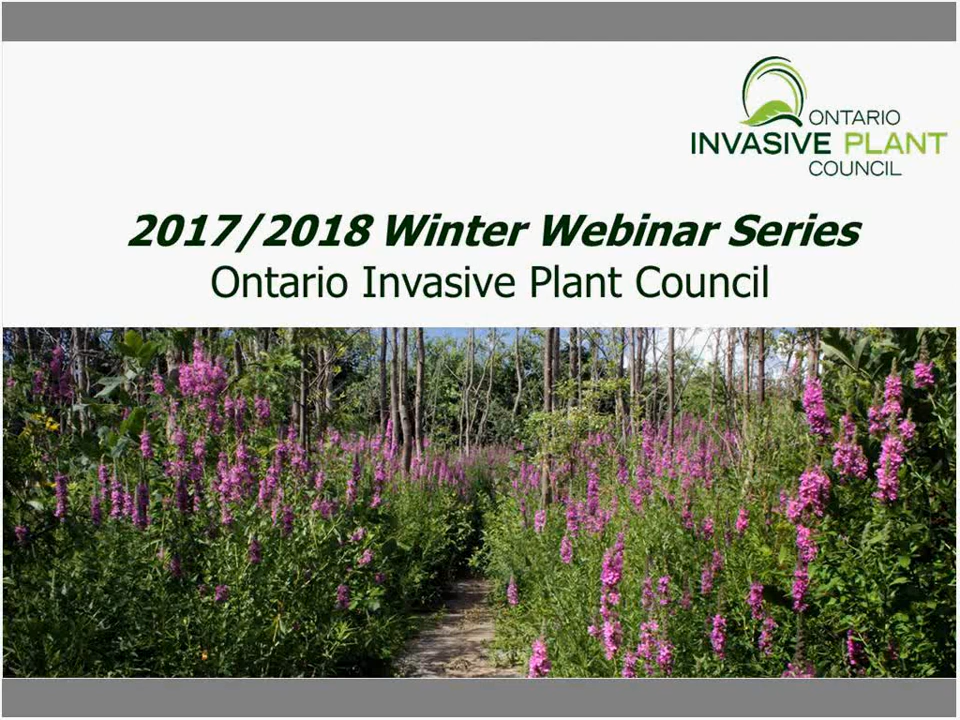 ONTARIO
INVASIVE PLANT
COUNCIL
2017/2018 Winter Webinar Series
Ontario Invasive Plant Council